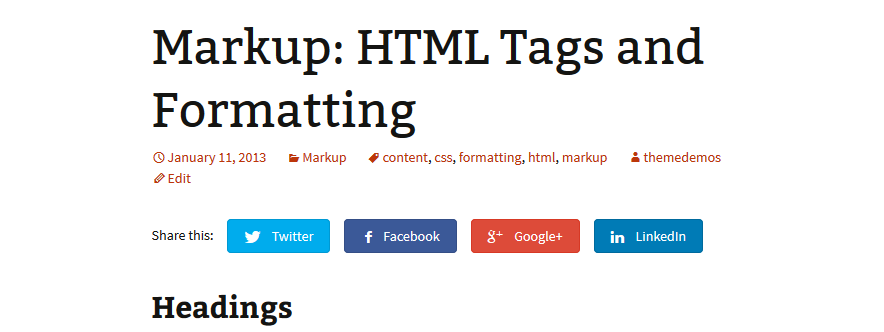 Markup: HTML Tags and
Formatting
January 11, 2013 Markup content, css, formatting, html, markup themedemos
Edit
Share this: Twitter Facebook g+ Google+ in LinkedIn
Headings